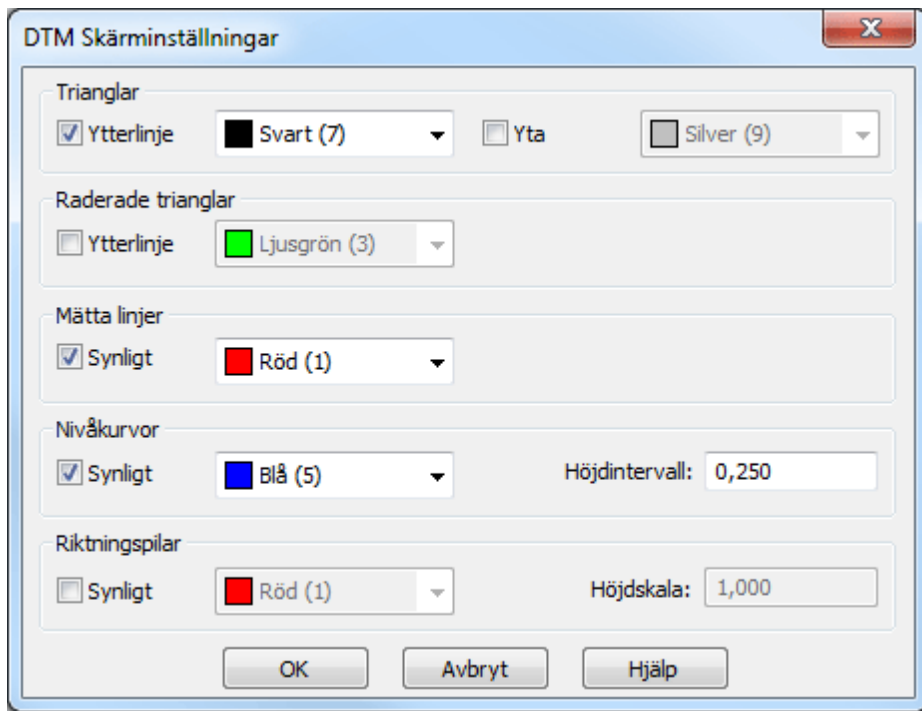 DTM Skärminställningar
Trianglar
Ytterlinje Svart (7) Yta Silver (9)
Raderade trianglar
Ytterlinje Ljusgrön (3)
Mätta linjer
Synligt Röd (1)
Nivåkurvor
Synligt Blå (5) Höjdintervall: 0,250
Riktningspilar
Synligt Röd (1) Höjdskala: 1,000
OK Avbryt Hjälp